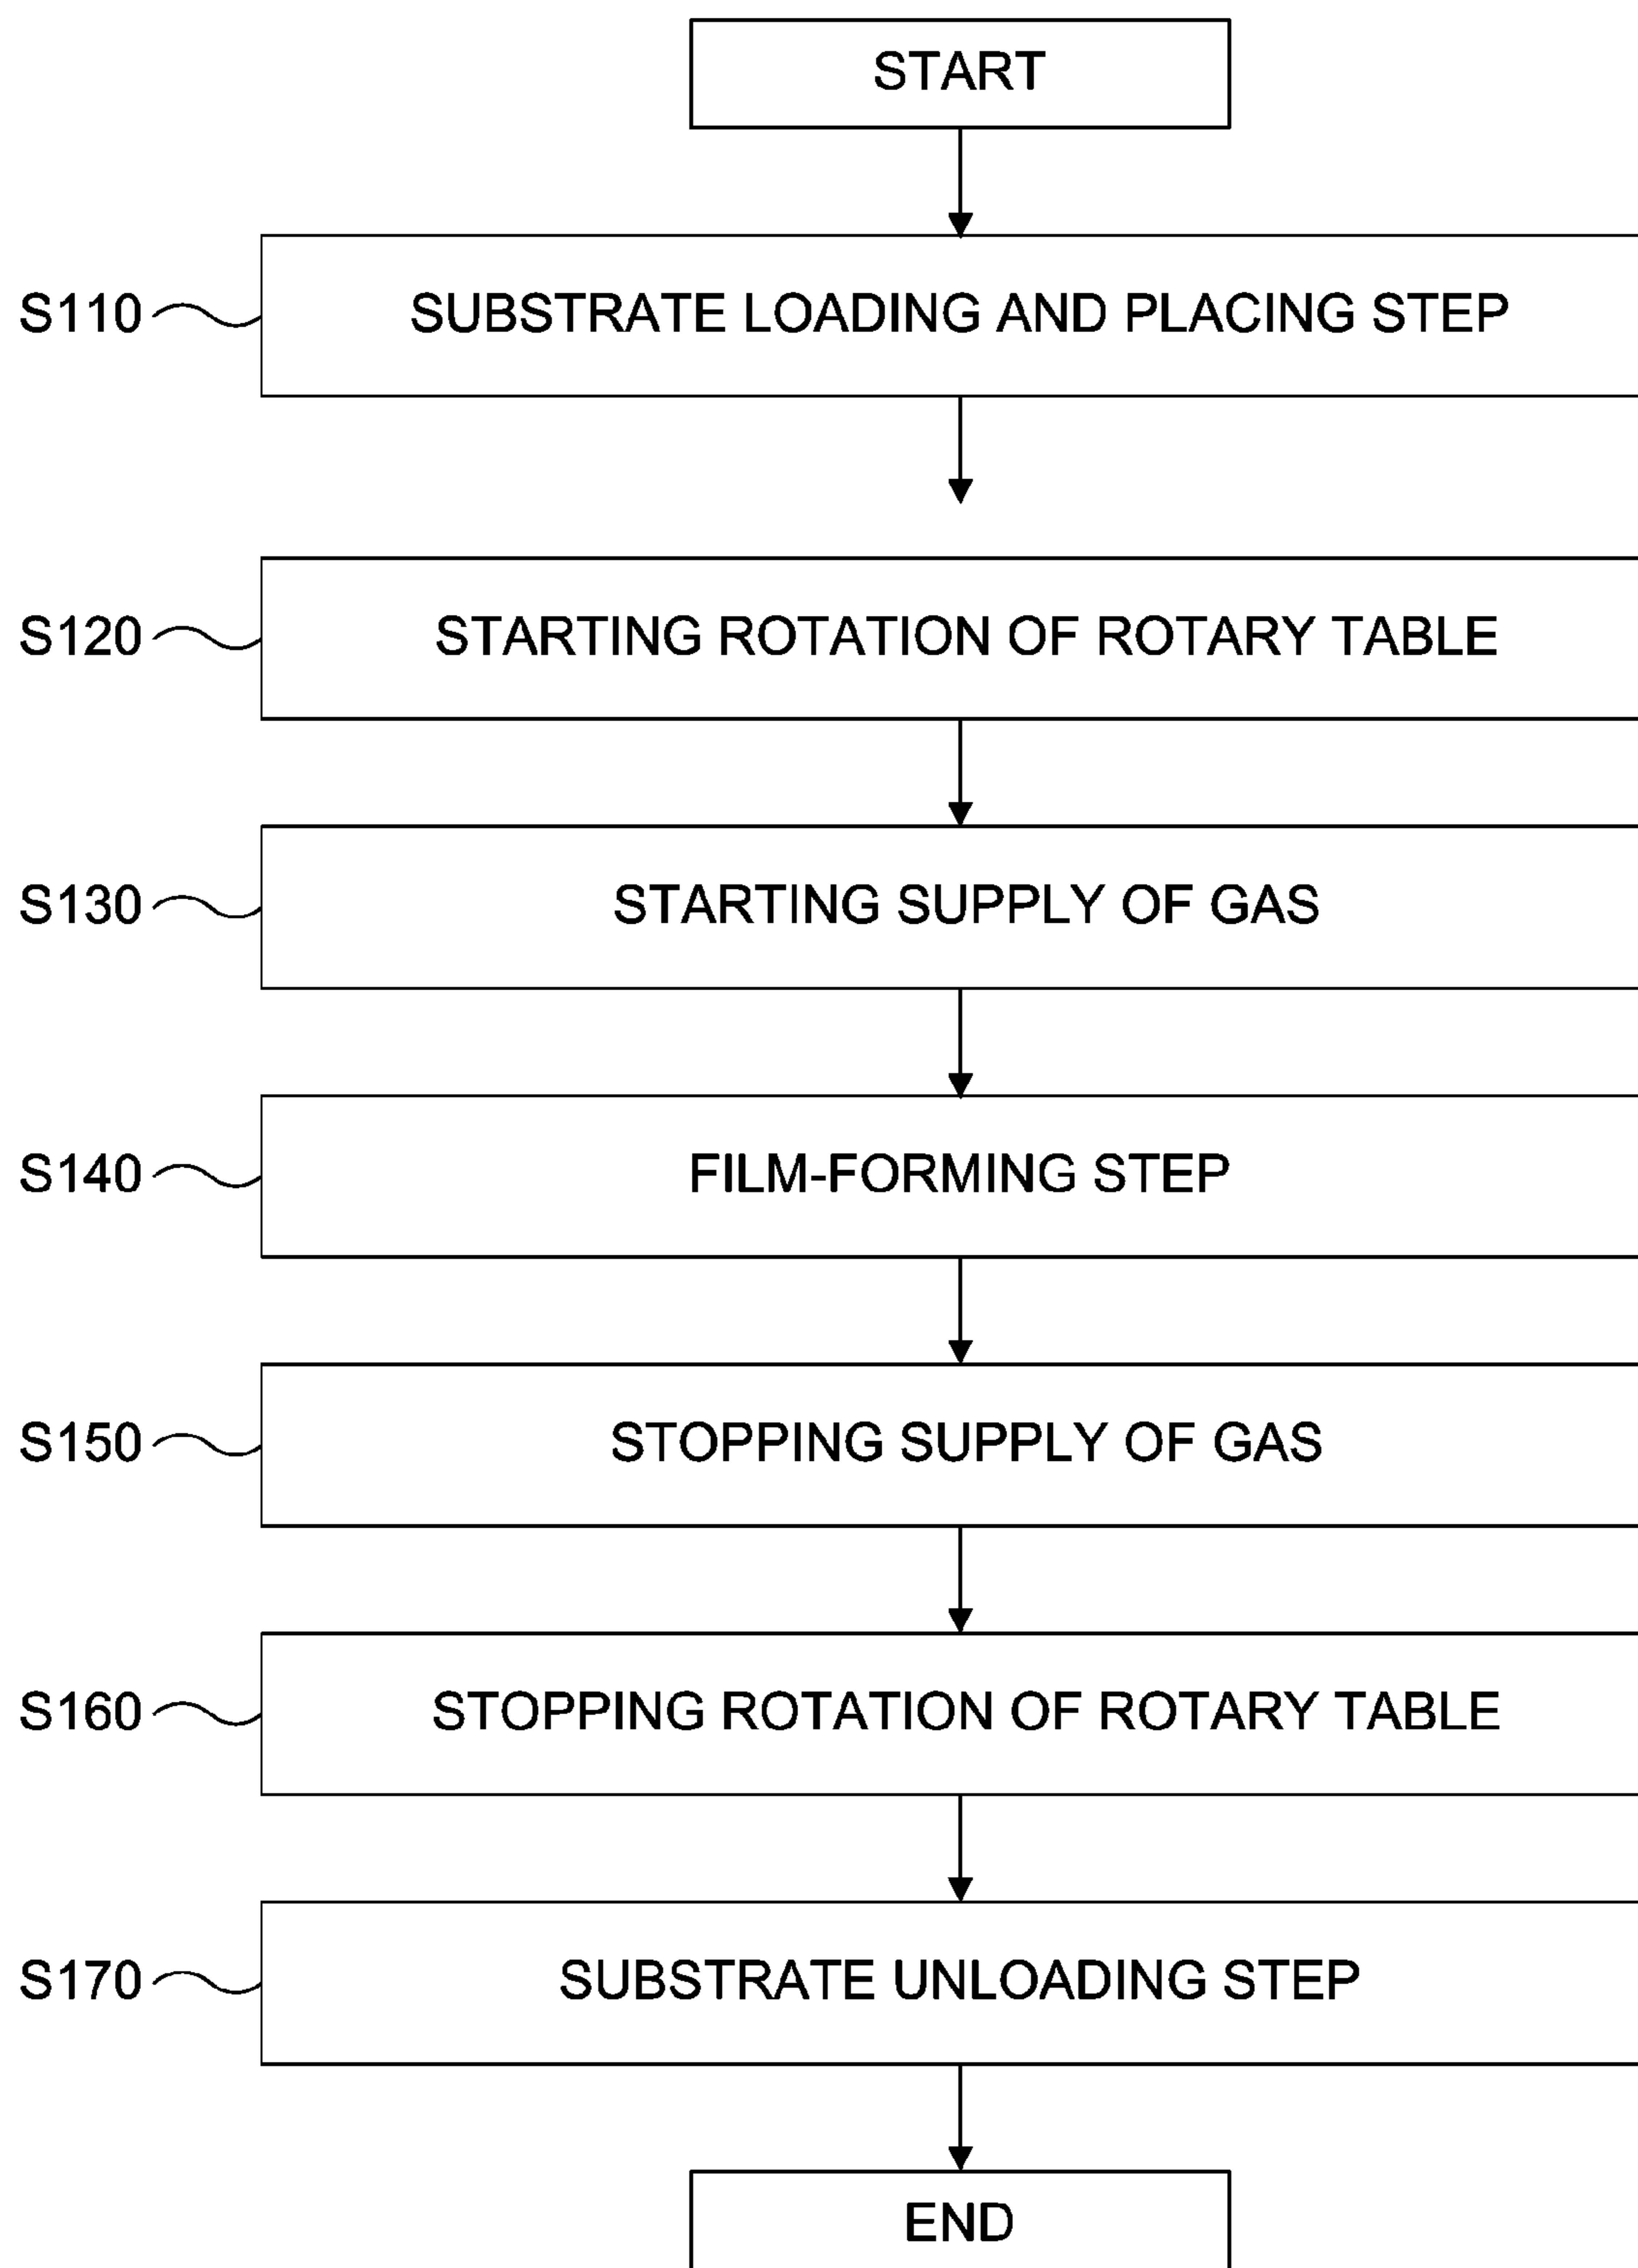 START
S110 SUBSTRATE LOADING AND PLACING STEP
S120 STARTING ROTATION OF ROTARY TABLE
S130 STARTING SUPPLY OF GAS
S140 FILM-FORMING STEP
S150 STOPPING SUPPLY OF GAS
S160 STOPPING ROTATION OF ROTARY TABLE
S170 SUBSTRATE UNLOADING STEP
END